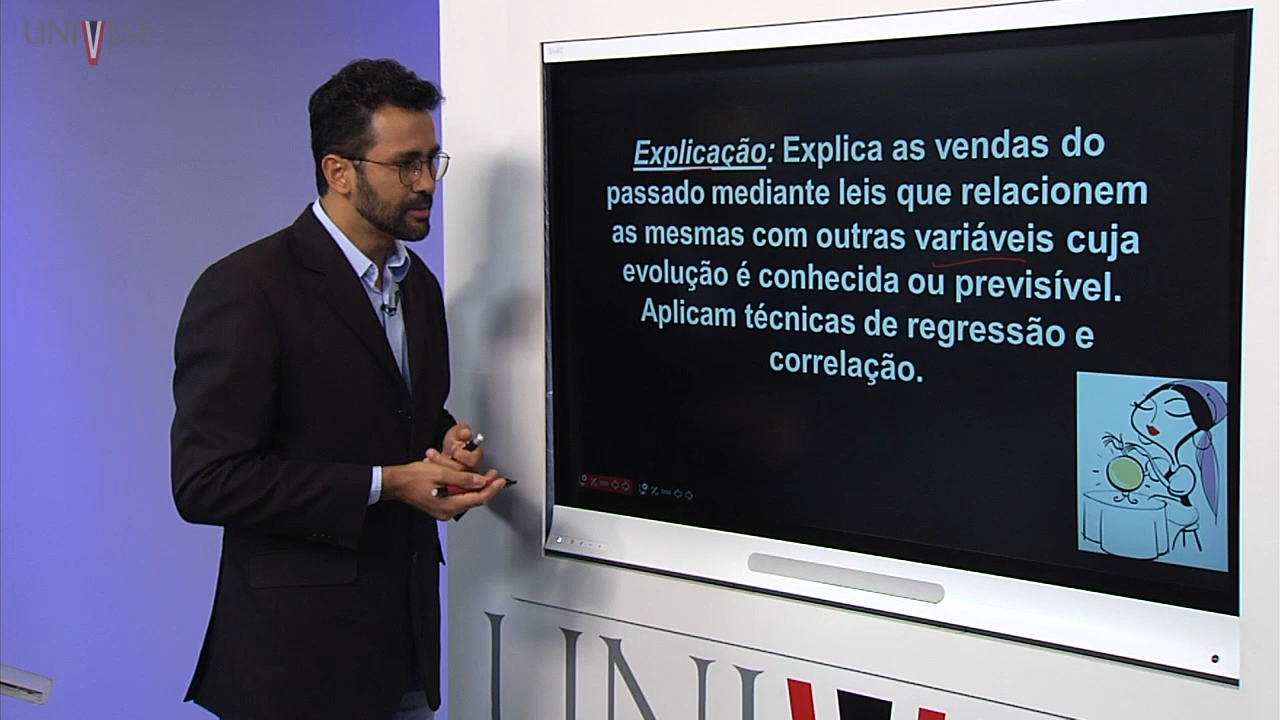 UNIVESP
Explicação: Explica as vendas do
passado mediante leis que relacionem
as mesmas com outras variáveis cuja
evolução é conhecida ou previsível.
Aplicam técnicas de regressão e
correlação.
UNIV